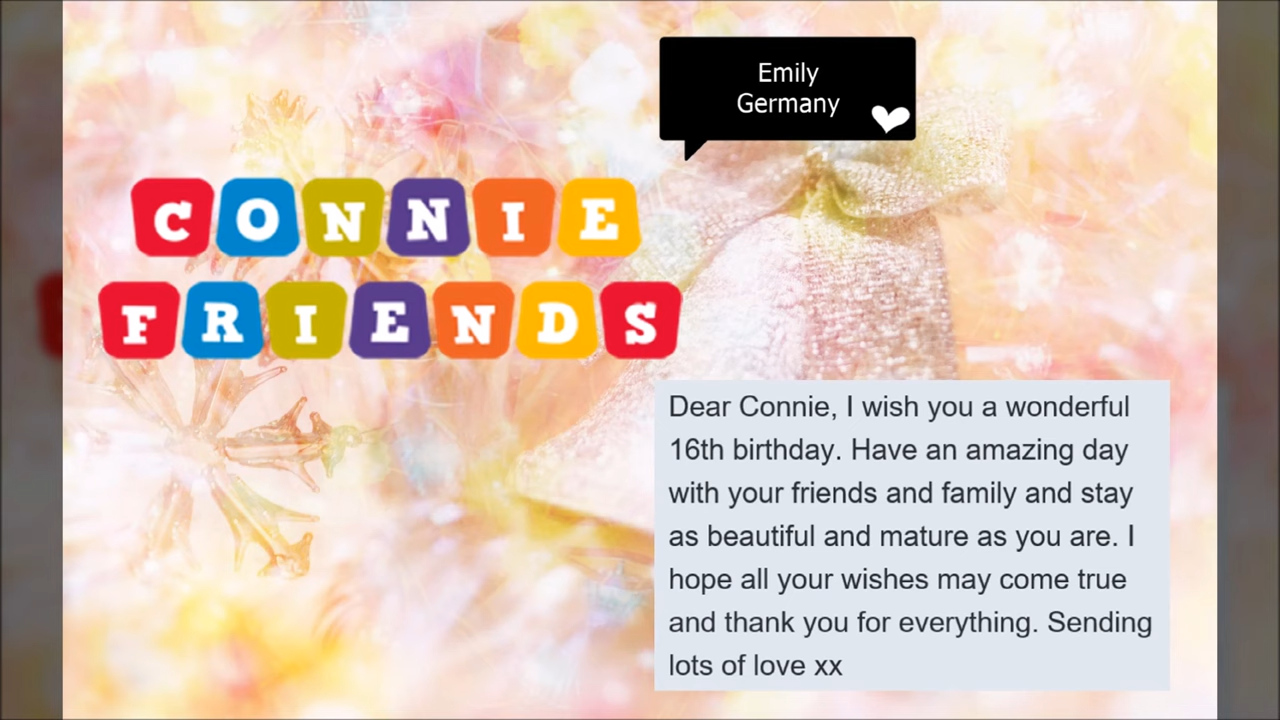 Emily
Germany
CONNIE
FRIENDS
Dear Connie, I wish you a wonderful
16th birthday. Have an amazing day
with your friends and family and stay
as beautiful and mature as you are. I
hope all your wishes may come true
and thank you for everything. Sending
lots of love xx